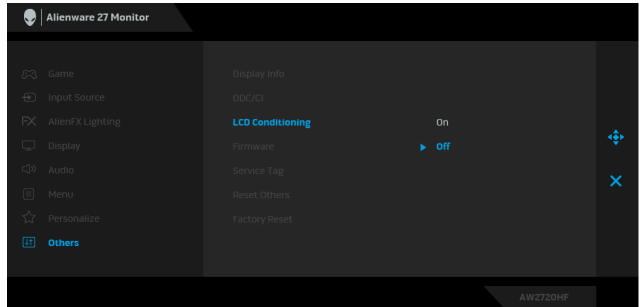 Alienware 27 Monitor
Game
Display Info
Input Source
DDC/CI
FX AlienFX Lighting
LCD Conditioning
On
Display
Firmware
Off
Audio
Service Tag
Menu
Reset Others
Personalize
Factory Reset
Others
AW2720HF